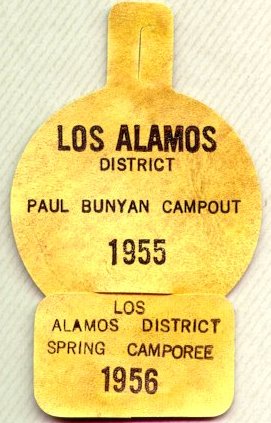 LOS ALAMOS
DISTRICT
PAUL BUNYAN CAMPOUT
1955
LOS
ALAMOS DISTRICT
SPRING CAMPOREE
1956